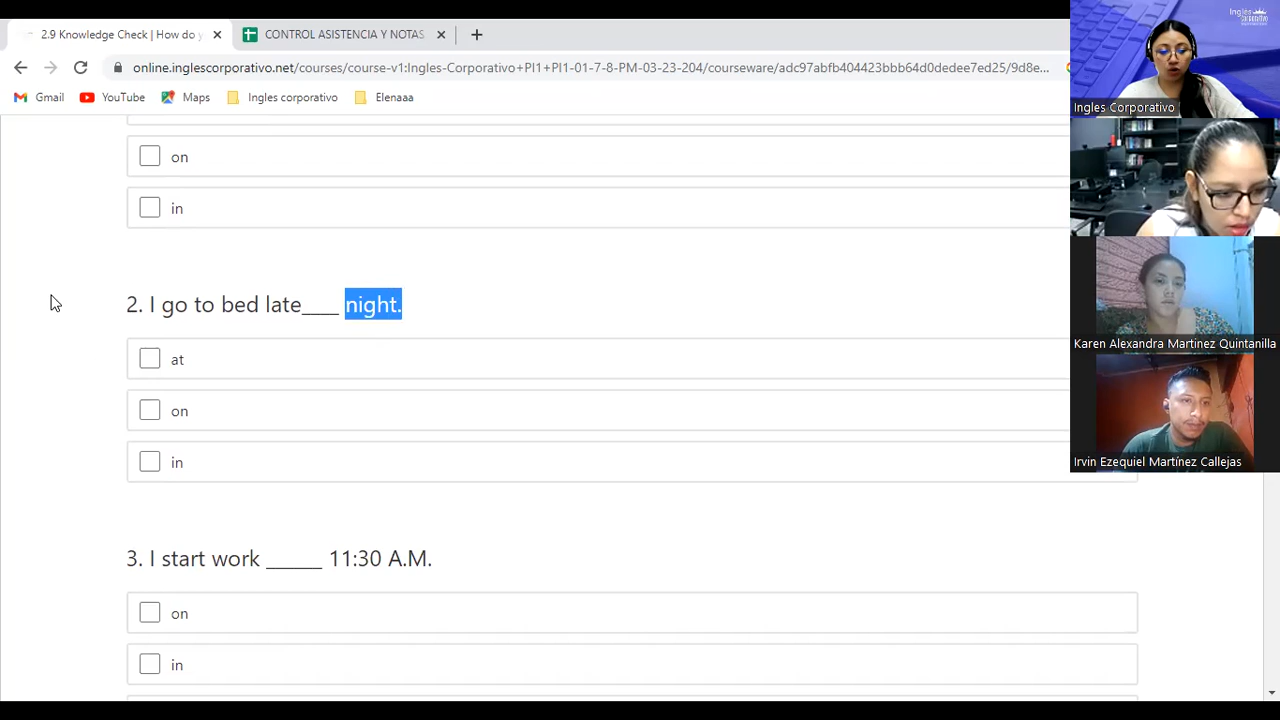 2.9 Knowledge Check | How do y
CONTROL ASISTENCIA Y NOTAS
online.inglescorporativo.net/courses/course-v1:Ingles-Corporativo+PI1+PI1-01-7-8-PM-03-23-204/courseware/adc97abfb404423bbb64d0dedee7ed25/9d8e...
Gmail
YouTube
Maps
Ingles corporativo
Elenaaa
on
in
2. I go to bed late____ night.
at
on
in
3. I start work ______ 11:30 A.M.
on
in
Ingles Corporativo
Karen Alexandra Martinez Quintanilla
Irvin Ezequiel Martínez Callejas